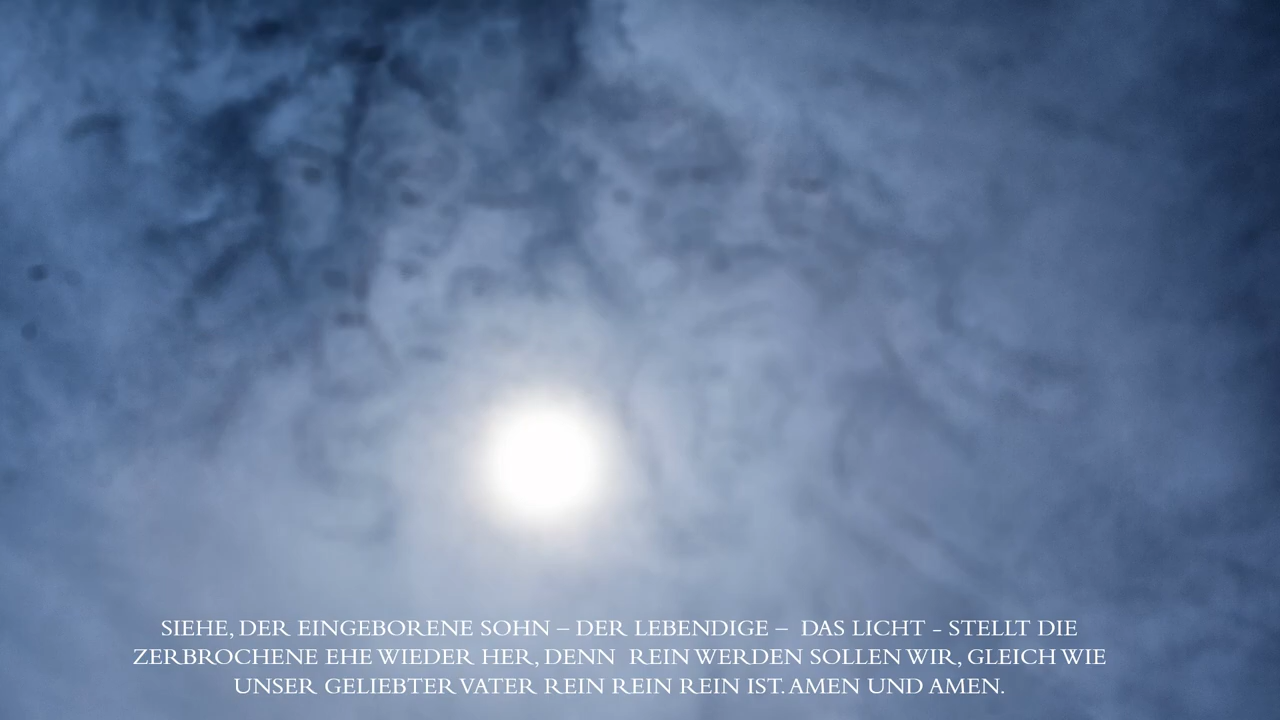 SIEHE, DER EINGEBORENE SOHN – DER LEBENDIGE –  DAS LICHT - STELLT DIE
ZERBROCHENE EHE WIEDER HER, DENN  REIN WERDEN SOLLEN WIR, GLEICH WIE
UNSER GELIEBTER VATER REIN REIN REIN IST. AMEN UND AMEN.